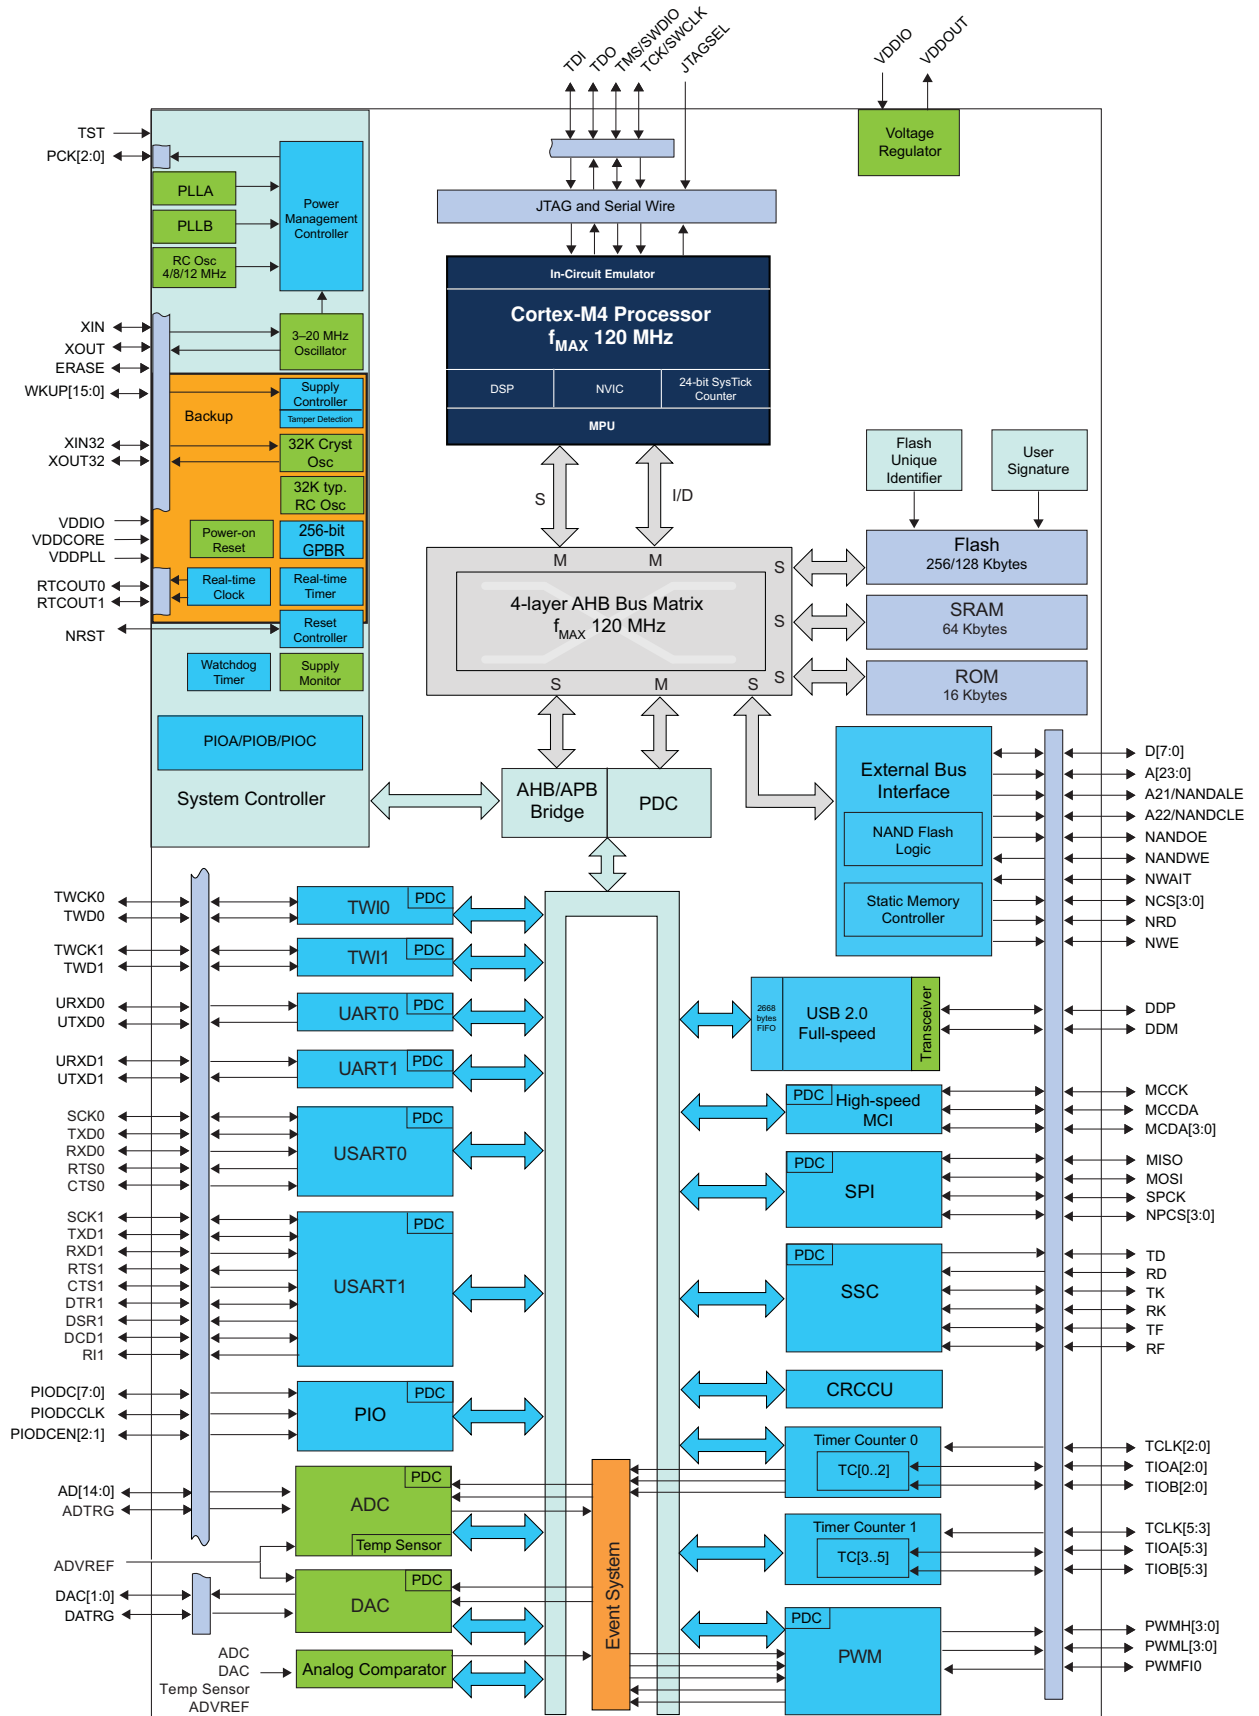 TDI
TDO
TMS/SWDIO
TCK/SWCLK
JTAGSEL
VDDIO
VDDOUT
TST
PCK[2:0]
PLLA
PLLB
RC Osc
4/8/12 MHz
Power
Management
Controller
Voltage
Regulator
JTAG and Serial Wire
In-Circuit Emulator
Cortex-M4 Processor
fMAX 120 MHz
DSP
NVIC
24-bit SysTick
Counter
MPU
XIN
XOUT
ERASE
WKUP[15:0]
3–20 MHz
Oscillator
Backup
Supply
Controller
Tamper Detection
XIN32
XOUT32
32K Cryst
Osc
32K typ.
RC Osc
VDDIO
VDDCORE
VDDPLL
Power-on
Reset
256-bit
GPBR
RTCOUT0
RTCOUT1
Real-time
Clock
Real-time
Timer
NRST
Reset
Controller
Watchdog
Timer
Supply
Monitor
PIOA/PIOB/PIOC
System Controller
S
I/D
Flash
Unique
Identifier
User
Signature
M
M
S
Flash
256/128 Kbytes
4-layer AHB Bus Matrix
fMAX 120 MHz
S
SRAM
64 Kbytes
S
ROM
16 Kbytes
S
M
S
AHB/APB
Bridge
PDC
External Bus
Interface
NAND Flash
Logic
Static Memory
Controller
D[7:0]
A[23:0]
A21/NANDALE
A22/NANDCLE
NANDOE
NANDWE
NWAIT
NCS[3:0]
NRD
NWE
TWCK0
TWD0
PDC
TWI0
TWCK1
TWD1
PDC
TWI1
URXD0
UTXD0
PDC
UART0
URXD1
UTXD1
PDC
UART1
SCK0
TXD0
RXD0
RTS0
CTS0
PDC
USART0
SCK1
TXD1
RXD1
RTS1
CTS1
DTR1
DSR1
DCD1
RI1
PDC
USART1
PIODC[7:0]
PIODCCLK
PIODCEN[2:1]
PDC
PIO
AD[14:0]
ADTRG
PDC
ADC
Temp Sensor
ADVREF
DAC[1:0]
DATRG
PDC
DAC
ADC
DAC
Temp Sensor
ADVREF
Analog Comparator
Event System
2668
bytes
FIFO
USB 2.0
Full-speed
Transceiver
DDP
DDM
PDC
High-speed
MCI
MCCK
MCCDA
MCDA[3:0]
PDC
SPI
MISO
MOSI
SPCK
NPCS[3:0]
PDC
SSC
TD
RD
TK
RK
TF
RF
CRCCU
Timer Counter 0
TC[0..2]
TCLK[2:0]
TIOA[2:0]
TIOB[2:0]
Timer Counter 1
TC[3..5]
TCLK[5:3]
TIOA[5:3]
TIOB[5:3]
PDC
PWM
PWMH[3:0]
PWML[3:0]
PWMFI0